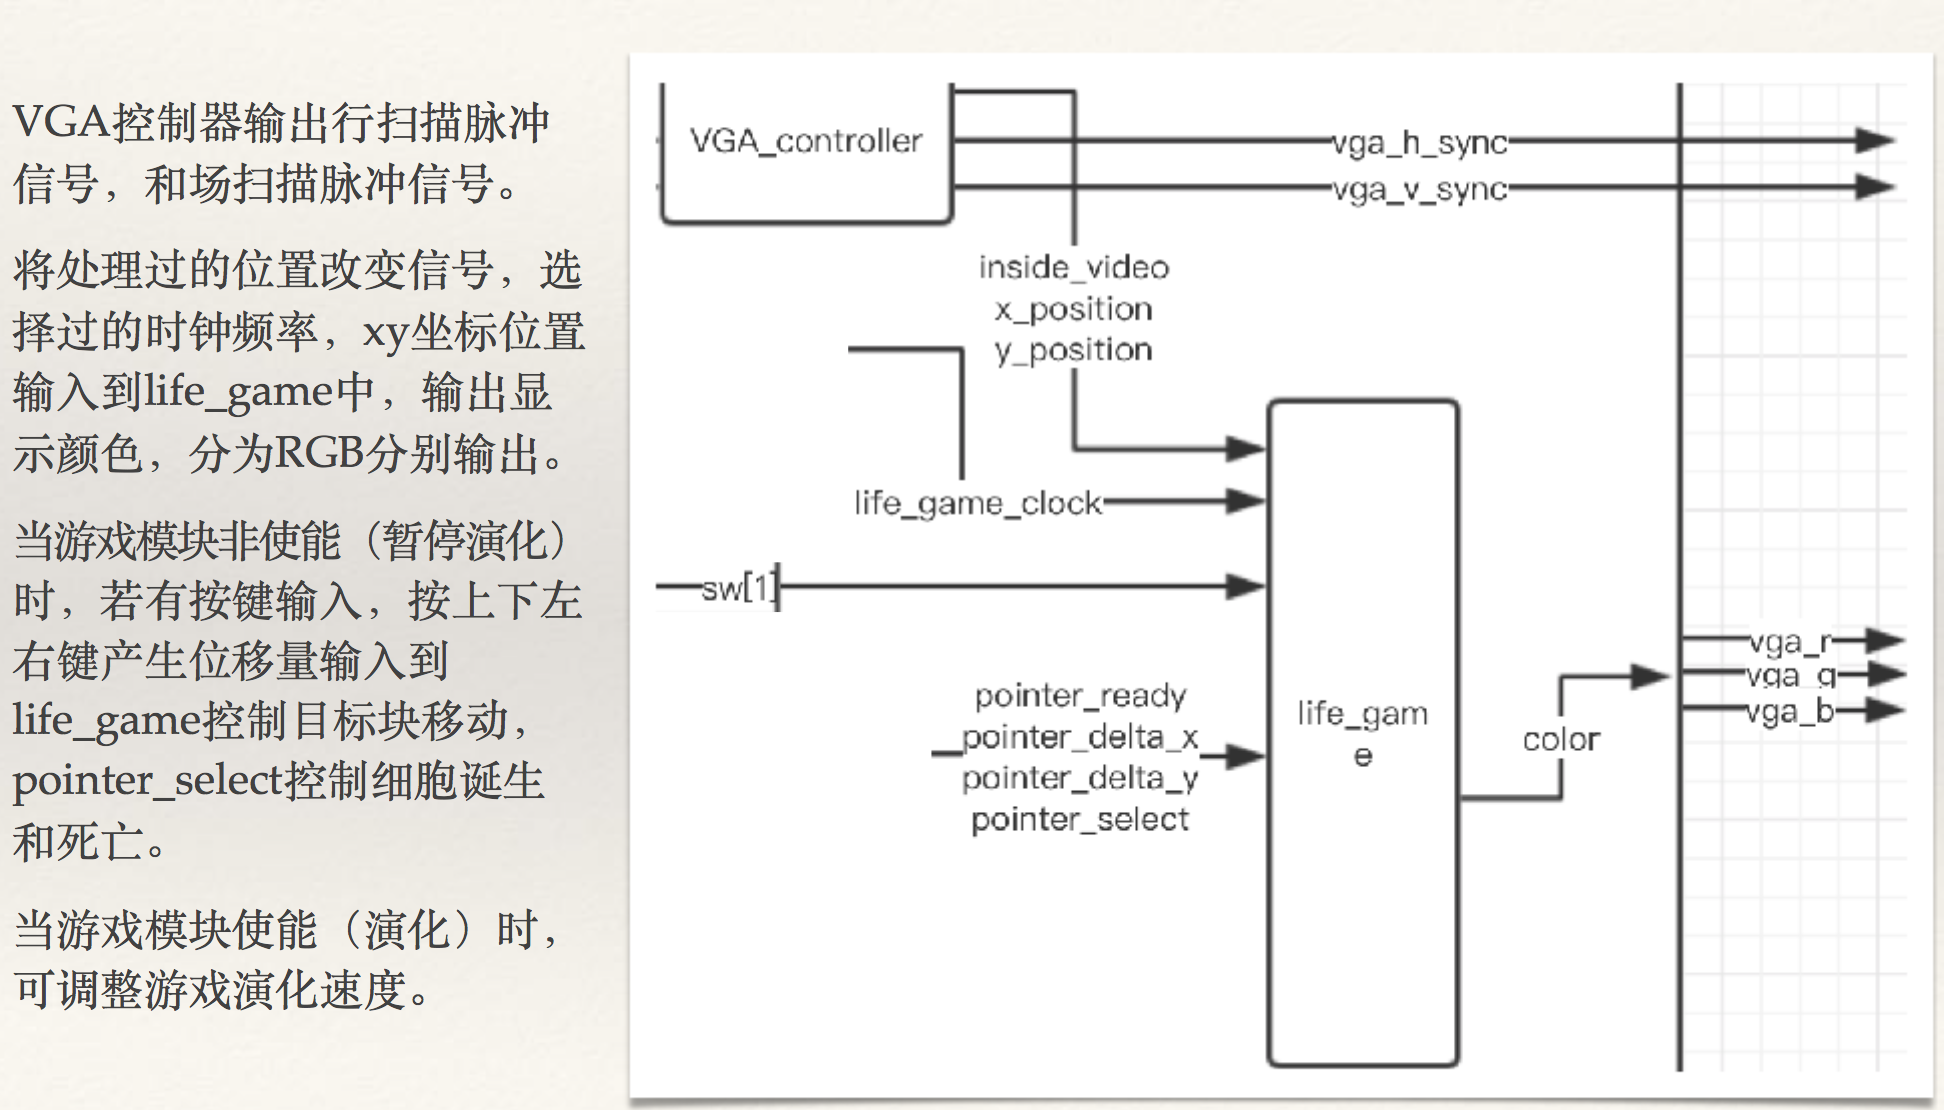 VGA控制器输出行扫描脉冲
信号，和场扫描脉冲信号。
将处理过的位置改变信号，选
择过的时钟频率，xy坐标位置
输入到life_game中，输出显
示颜色，分为RGB分别输出。
当游戏模块非使能（暂停演化）
时，若有按键输入，按上下左
右键产生位移量输入到
life_game控制目标块移动，
pointer_select控制细胞诞生
和死亡。
当游戏模块使能（演化）时，
可调整游戏演化速度。
VGA_controller
vga_h_sync
vga_v_sync
inside_video
x_position
y_position
life_game_clock
sw[1]
pointer_ready
pointer_delta_x
pointer_delta_y
pointer_select
life_gam
e
color
vga_r
vga_g
vga_b